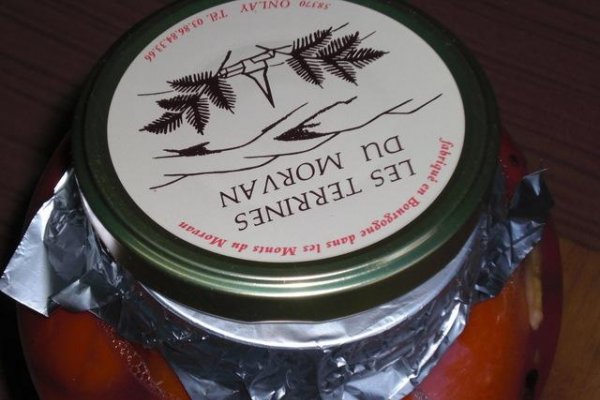 58370 ONLAY Tél. 03.86.84.33.66
LES TERRINES
DU MORVAN
fabriqué en Bourgogne dans les Monts du Morvan